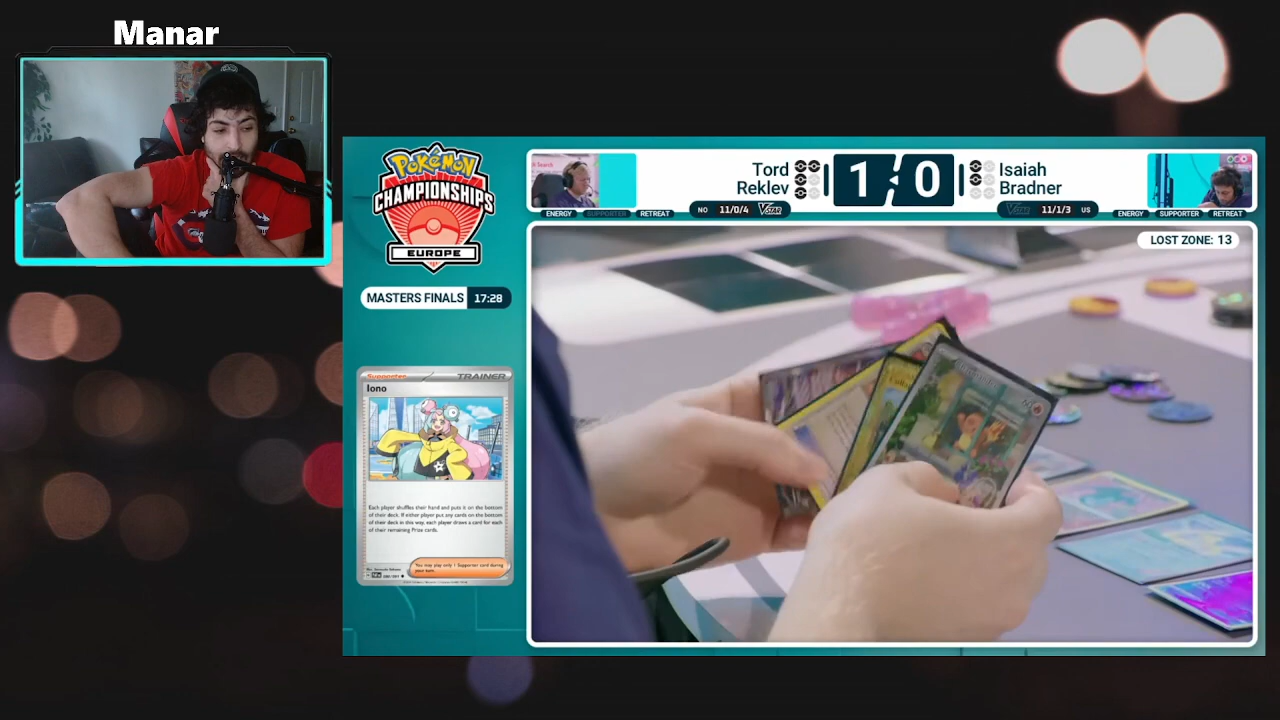 Manar
Pokémon
CHAMPIONSHIPS
EUROPE
MASTERS FINALS 17:28
Tord
Reklev
1 - 0
Isaiah
Bradner
ENERGY SUPPORTER RETREAT
NO 11/0/4 VSTAR
VSTAR 11/1/3 US
ENERGY SUPPORTER RETREAT
LOST ZONE: 13
Supporter TRAINER
Iono
Each player shuffles their hand and puts it on the bottom
of their deck. If either player put any cards on the bottom
of their deck in this way, each player draws a card for each
of their remaining Prize cards.
You may play only 1 Supporter card during
your turn.